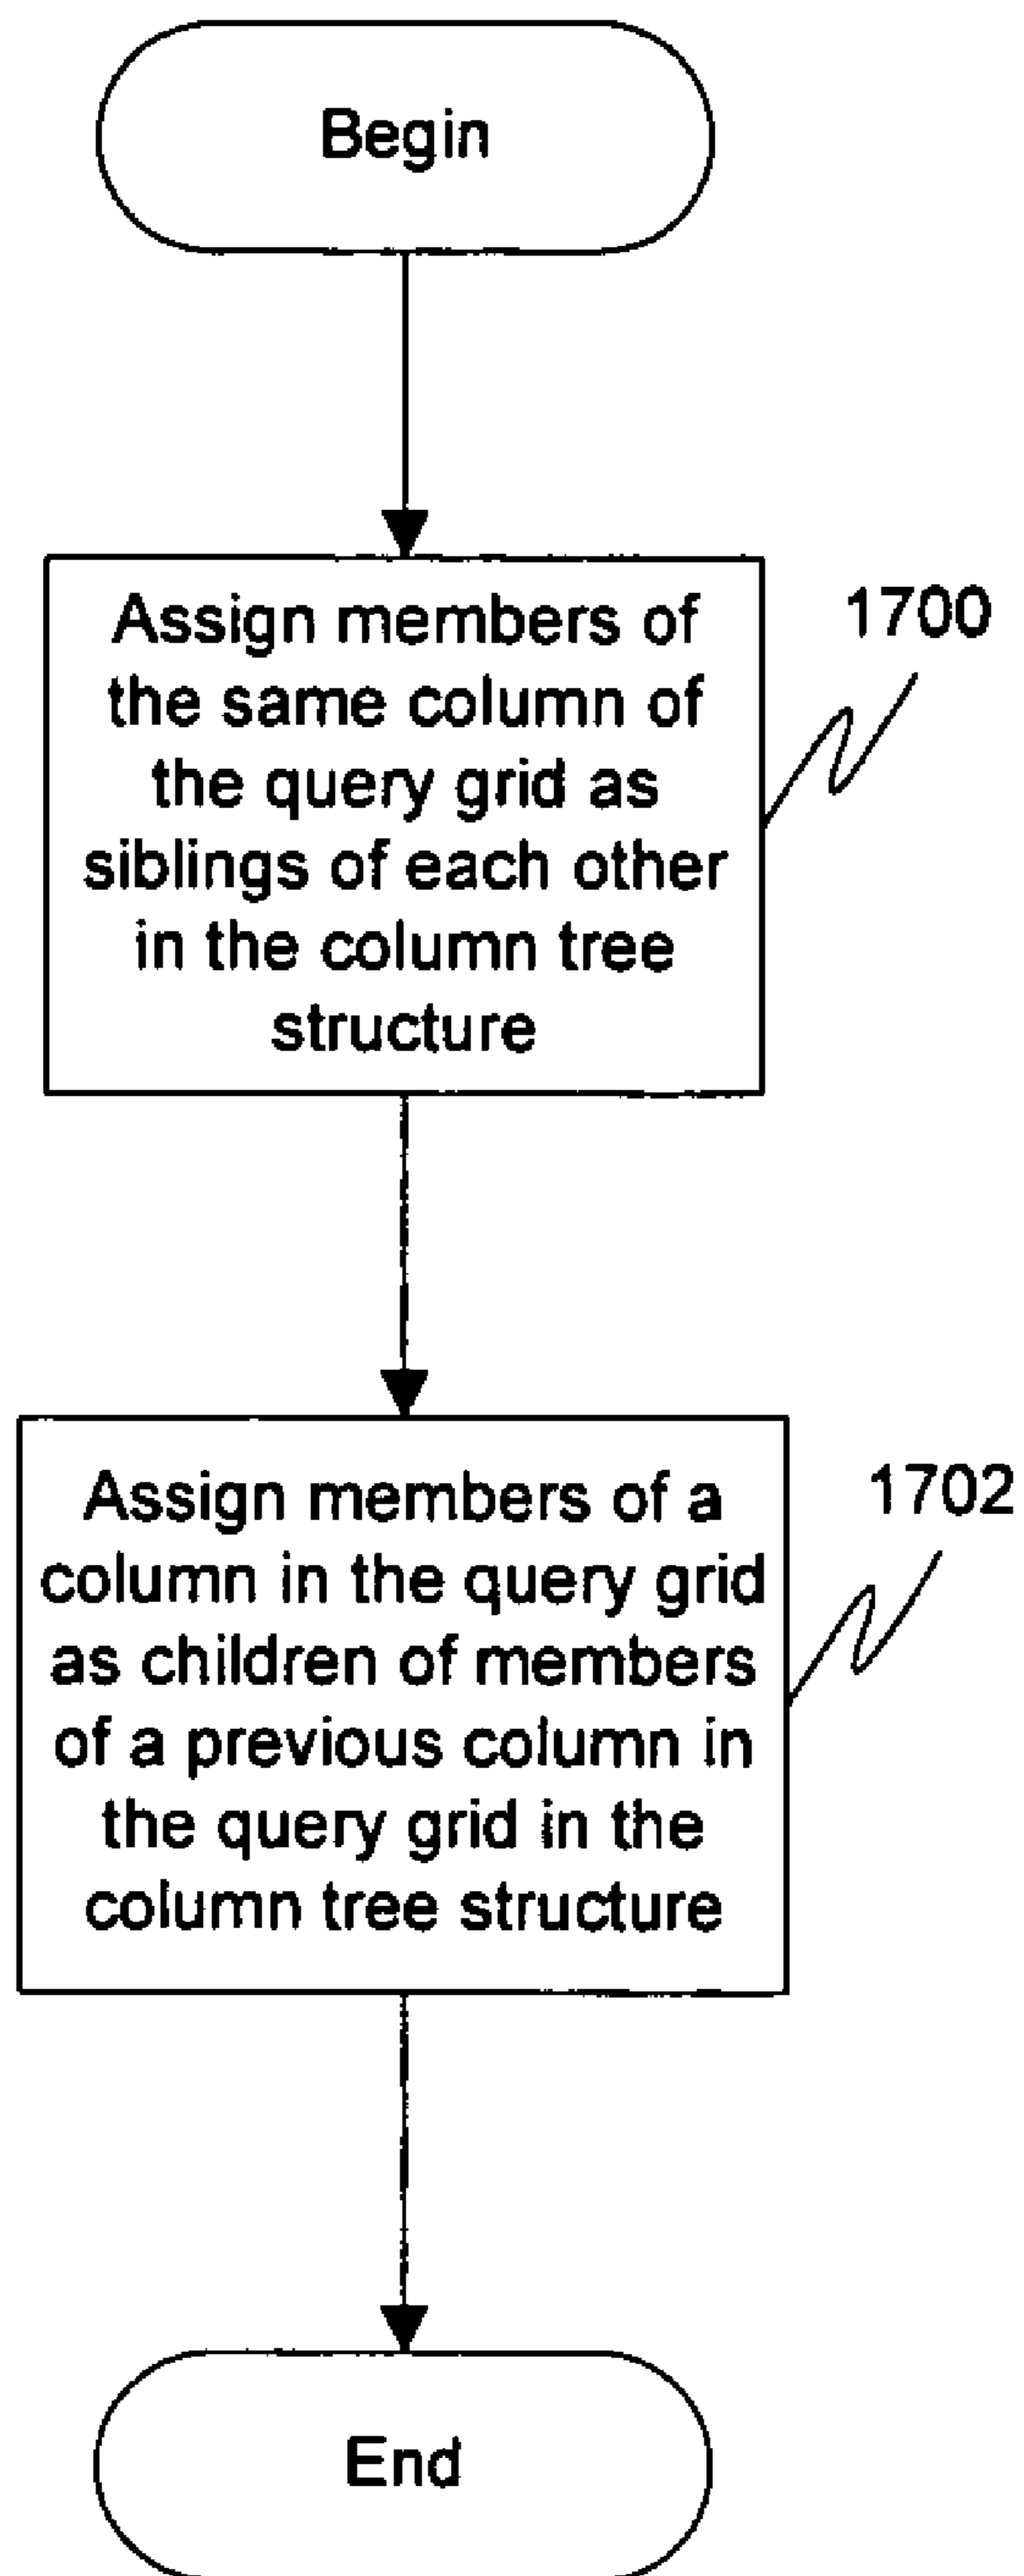 Begin
Assign members of
the same column of
the query grid as
siblings of each other
in the column tree
structure
1700
Assign members of a
column in the query grid
as children of members
of a previous column in
the query grid in the
column tree structure
1702
End